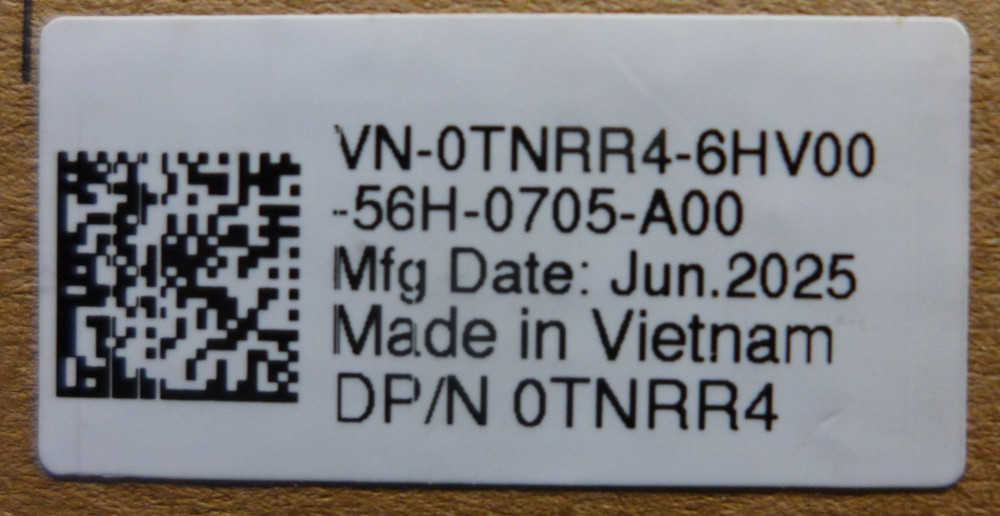 VN-0TNRR4-6HV00
-56H-0705-A00
Mfg Date: Jun.2025
Made in Vietnam
DP/N 0TNRR4